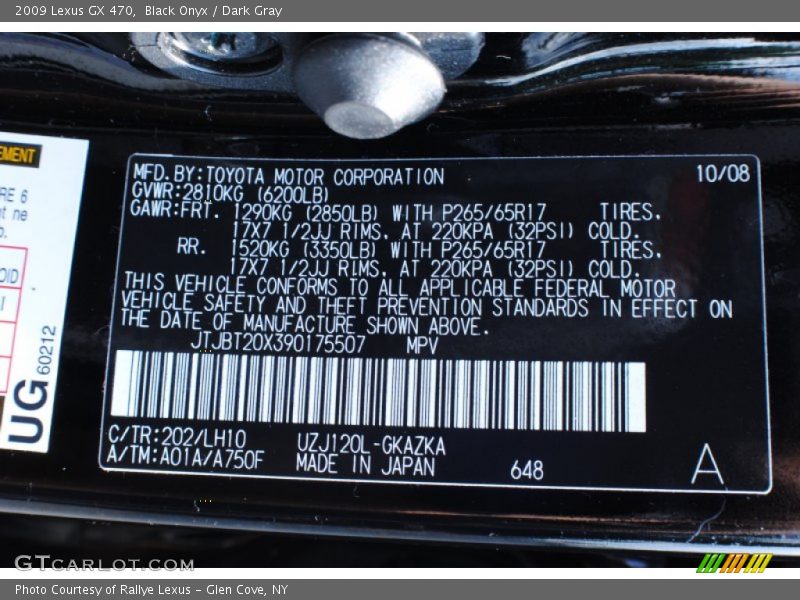 2009 Lexus GX 470, Black Onyx / Dark Gray
EMENT
RE 6
t ne
OID
UG 60212
MFD. BY: TOYOTA MOTOR CORPORATION 10/08
GVWR: 2810KG (6200LB)
GAWR: FRT. 1290KG (2850LB) WITH P265/65R17 TIRES.
17X7 1/2JJ RIMS. AT 220KPA (32PSI) COLD.
RR. 1520KG (3350LB) WITH P265/65R17 TIRES.
17X7 1/2JJ RIMS. AT 220KPA (32PSI) COLD.
THIS VEHICLE CONFORMS TO ALL APPLICABLE FEDERAL MOTOR
VEHICLE SAFETY AND THEFT PREVENTION STANDARDS IN EFFECT ON
THE DATE OF MANUFACTURE SHOWN ABOVE.
JTJBT20X390175507 MPV
C/TR: 202/LH10 UZJ120L-GKAZKA
A/TM: A01A/A750F MADE IN JAPAN 648 A
GTCARLOT.COM
Photo Courtesy of Rallye Lexus - Glen Cove, NY